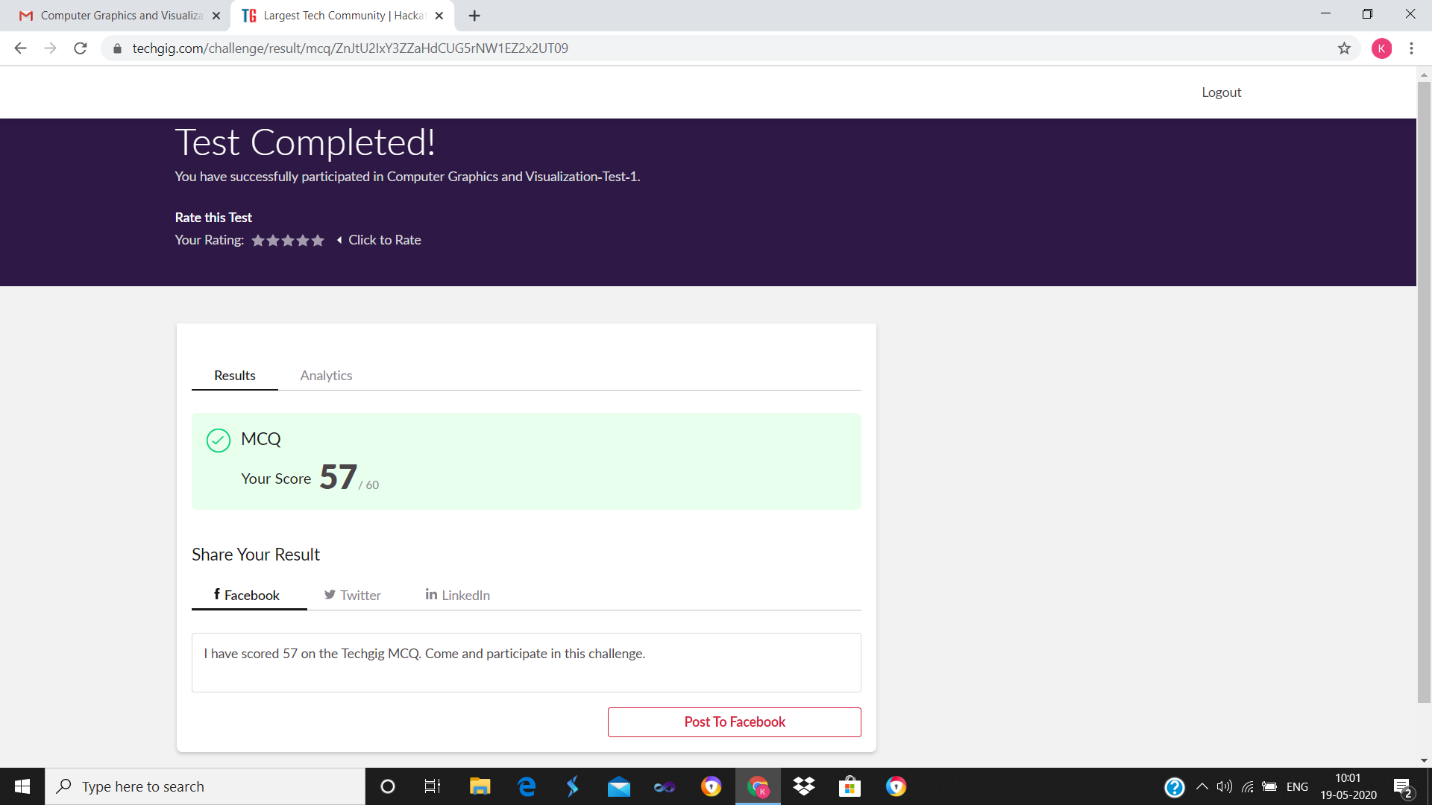 Computer Graphics and Visualiza
TG Largest Tech Community | Hacka
techgig.com/challenge/result/mcq/ZnJtU2IxY3ZZaHdCUG5rNW1EZ2x2UT09
K
Logout
Test Completed!
You have successfully participated in Computer Graphics and Visualization-Test-1.
Rate this Test
Your Rating: Click to Rate
Results Analytics
MCQ
Your Score 57 / 60
Share Your Result
Facebook Twitter LinkedIn
I have scored 57 on the Techgig MCQ. Come and participate in this challenge.
Post To Facebook
Type here to search
ENG
10:01
19-05-2020
2